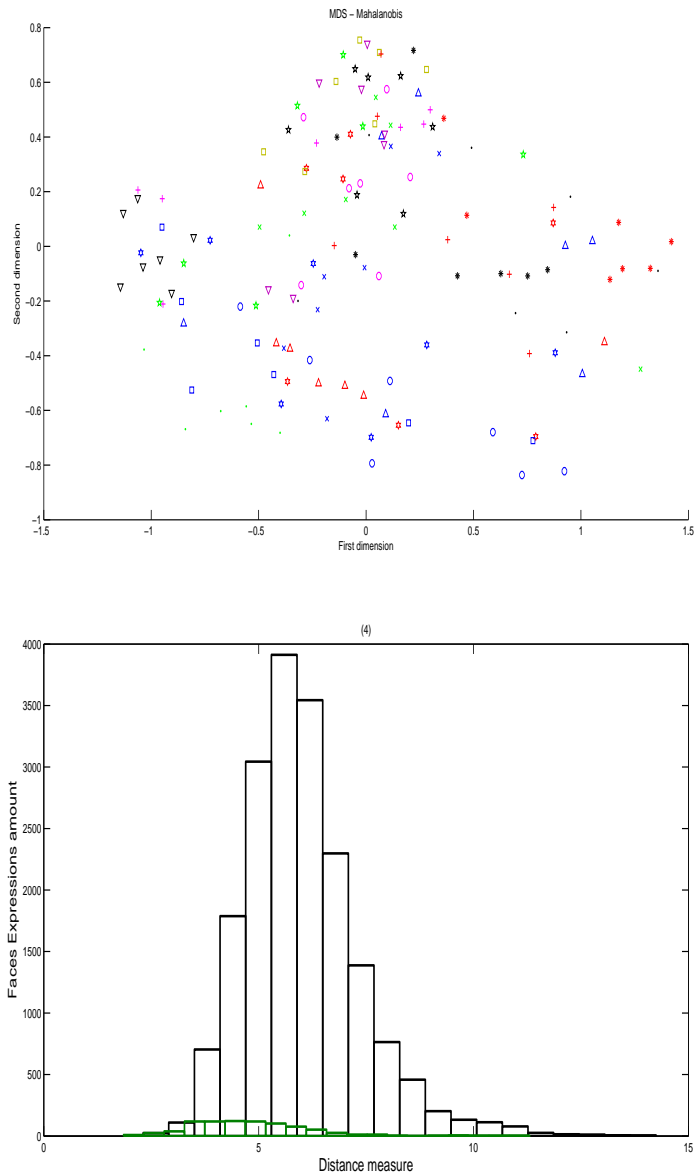 MDS – Mahalanobis
0.8
0.6
0.4
0.2
0
−0.2
−0.4
−0.6
−0.8
−1
Second dimension
−1.5 −1 −0.5 0 0.5 1 1.5
First dimension
(4)
4000
3500
3000
2500
2000
1500
1000
500
0
Faces Expressions amount
0 5 10 15
Distance measure